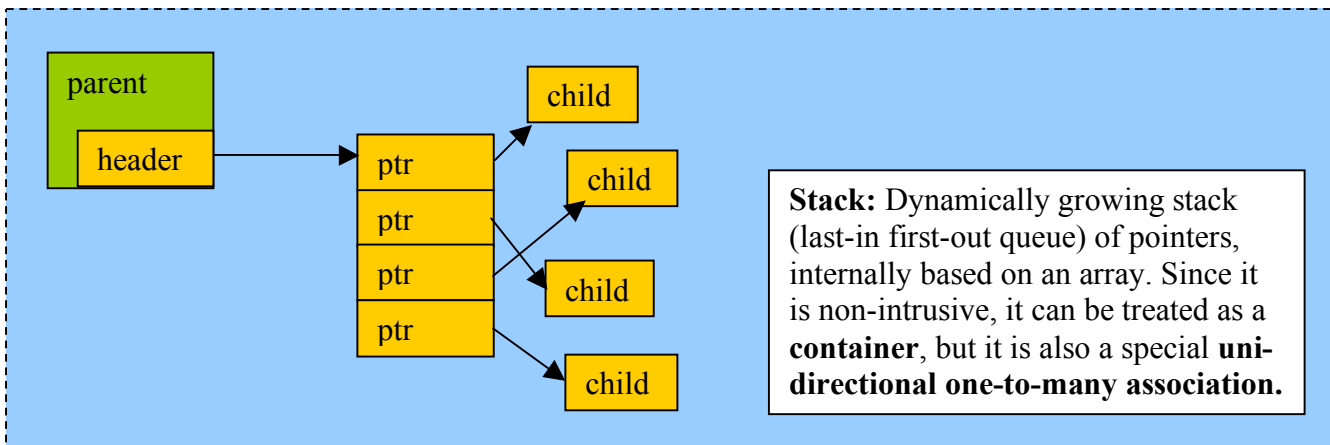 parent
header
ptr
ptr
ptr
ptr
child
child
child
child
Stack: Dynamically growing stack
(last-in first-out queue) of pointers,
internally based on an array. Since it
is non-intrusive, it can be treated as a
container, but it is also a special uni-
directional one-to-many association.